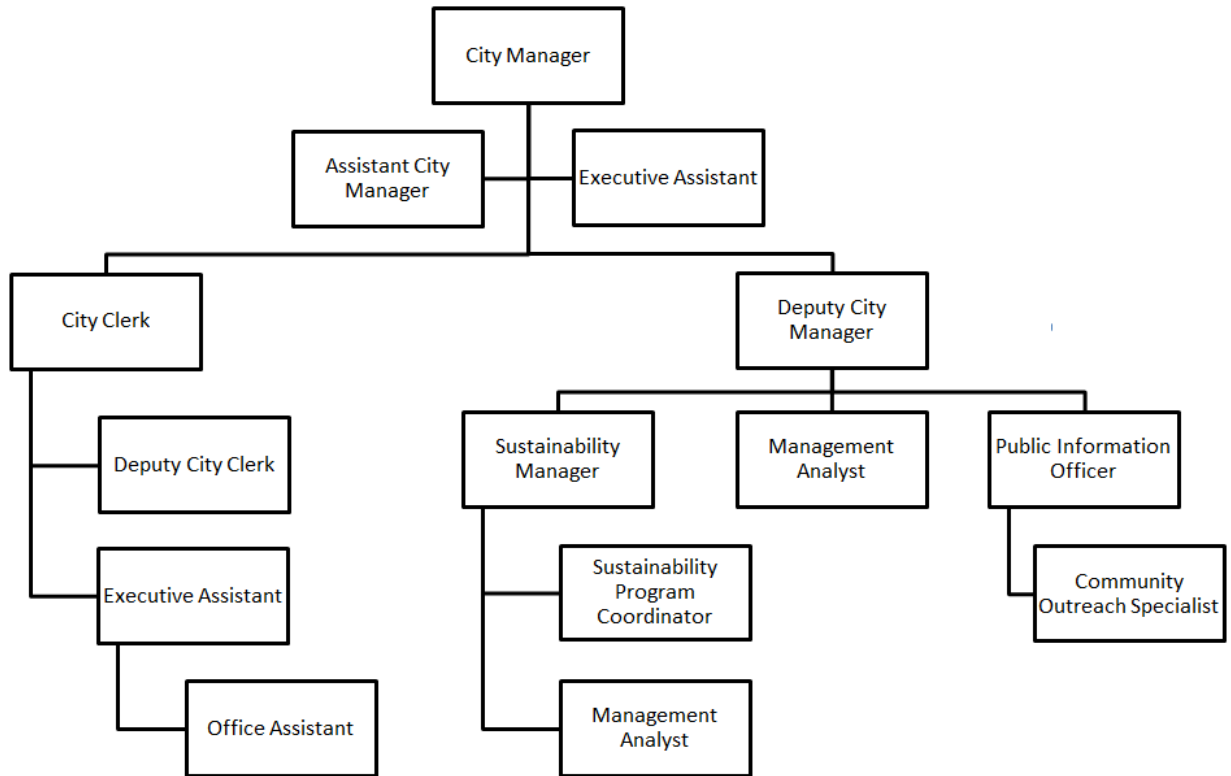 City Manager
Assistant City
Manager
Executive Assistant
City Clerk
Deputy City
Manager
Deputy City Clerk
Sustainability
Manager
Management
Analyst
Public Information
Officer
Executive Assistant
Sustainability
Program
Coordinator
Community
Outreach Specialist
Office Assistant
Management
Analyst